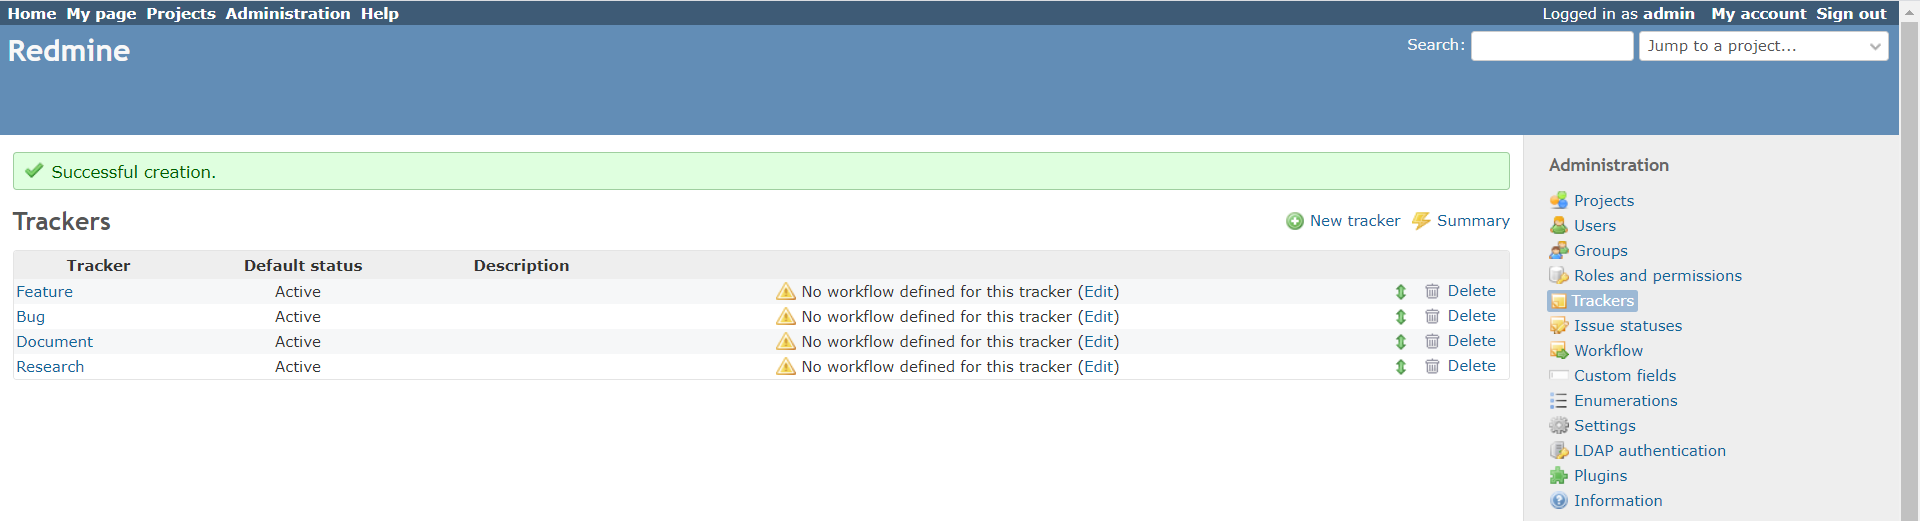 Home My page Projects Administration Help Logged in as admin My account Sign out
Redmine Search: Jump to a project...
Successful creation.
Trackers New tracker Summary
Tracker Default status Description
Feature Active No workflow defined for this tracker (Edit) Delete
Bug Active No workflow defined for this tracker (Edit) Delete
Document Active No workflow defined for this tracker (Edit) Delete
Research Active No workflow defined for this tracker (Edit) Delete
Administration
Projects
Users
Groups
Roles and permissions
Trackers
Issue statuses
Workflow
Custom fields
Enumerations
Settings
LDAP authentication
Plugins
Information